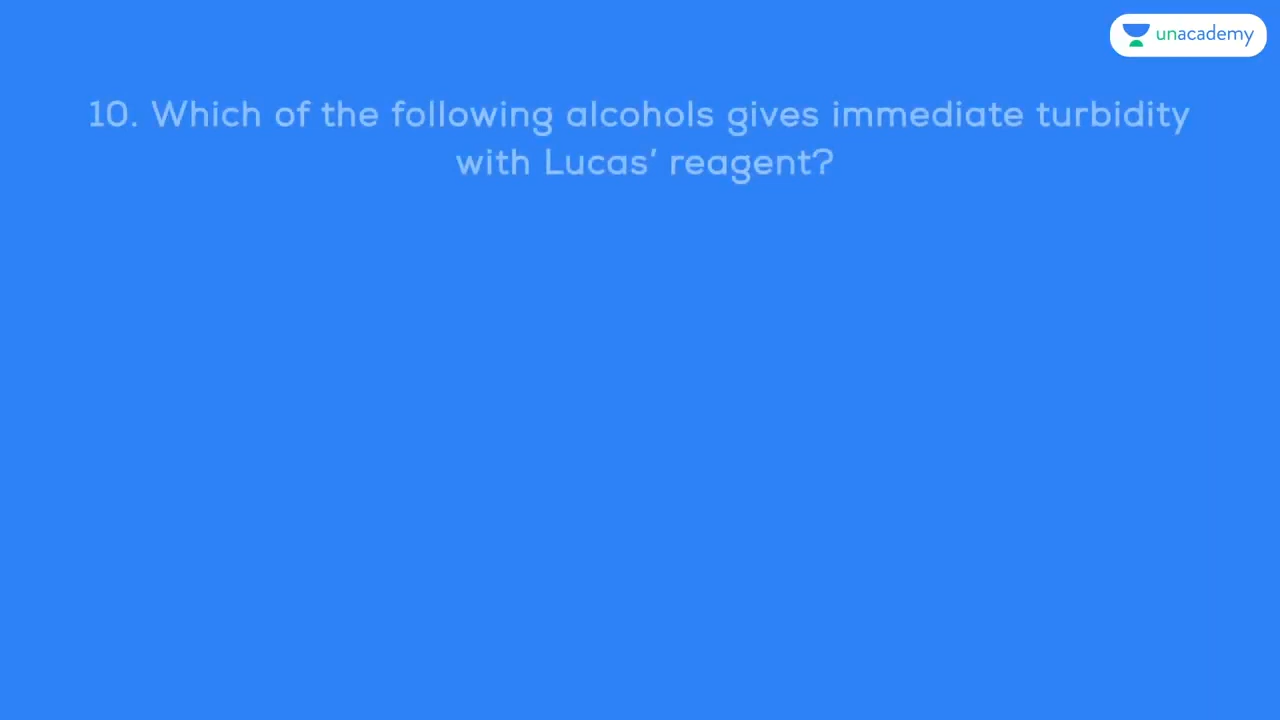 unacademy
10. Which of the following alcohols gives immediate turbidity
with Lucas’ reagent?